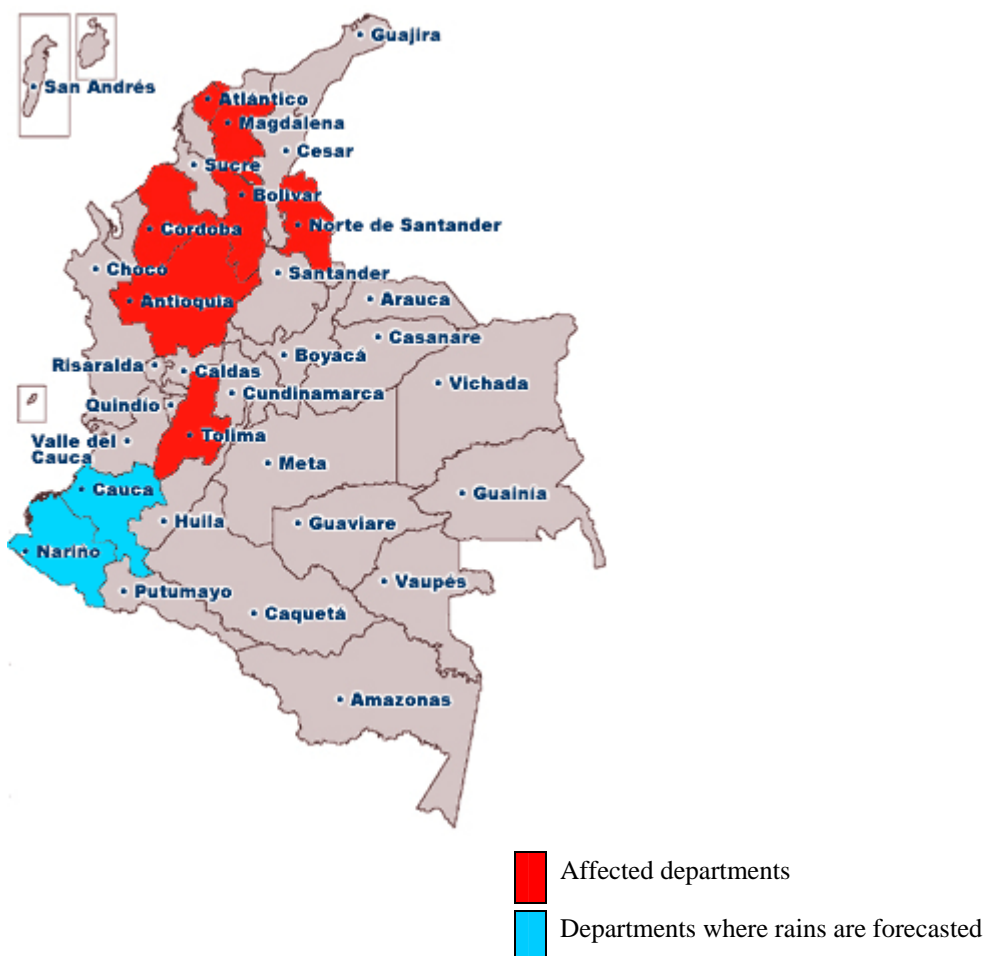 Guajira
San Andrés
Atlántico
Magdalena
Cesar
Sucre
Bolívar
Norte de Santander
Córdoba
Chocó
Santander
Arauca
Antioquia
Casanare
Boyacá
Risaralda
Caldas
Vichada
Cundinamarca
Quindío
Tolima
Valle del
Cauca
Meta
Cauca
Guainía
Huila
Guaviare
Nariño
Vaupés
Putumayo
Caquetá
Amazonas
Affected departments
Departments where rains are forecasted